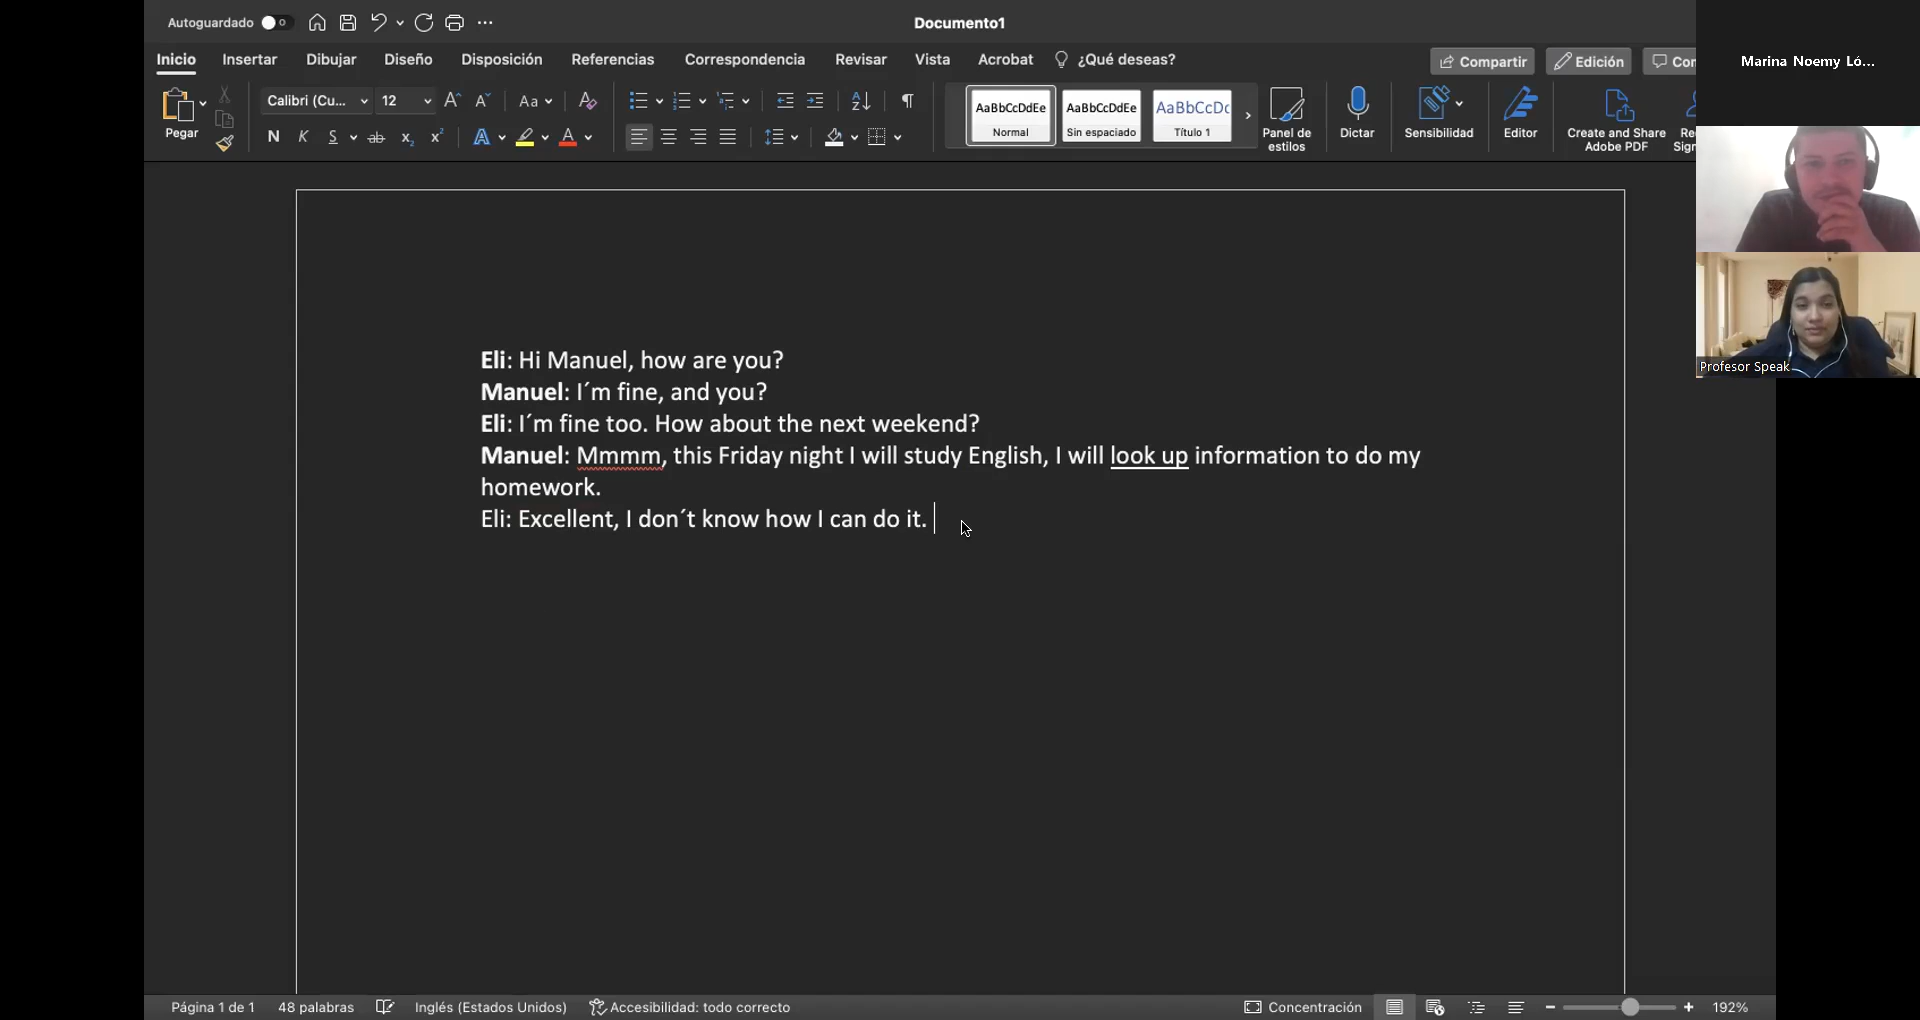 Autoguardado
Documento1
Inicio Insertar Dibujar Diseño Disposición Referencias Correspondencia Revisar Vista Acrobat ¿Qué deseas? Compartir Edición
Marina Noemy Ló...
Pegar
Calibri (Cu... 12 Aa
N K S ab x₂ x² A A
AaBbCcDdEe AaBbCcDdEe AaBbCcDc
Normal Sin espaciado Título 1
Panel de estilos
Dictar
Sensibilidad
Editor
Create and Share
Adobe PDF
Profesor Speak
Eli: Hi Manuel, how are you?
Manuel: I´m fine, and you?
Eli: I´m fine too. How about the next weekend?
Manuel: Mmmm, this Friday night I will study English, I will look up information to do my
homework.
Eli: Excellent, I don´t know how I can do it.
Página 1 de 1 48 palabras Inglés (Estados Unidos) Accesibilidad: todo correcto Concentración 192%